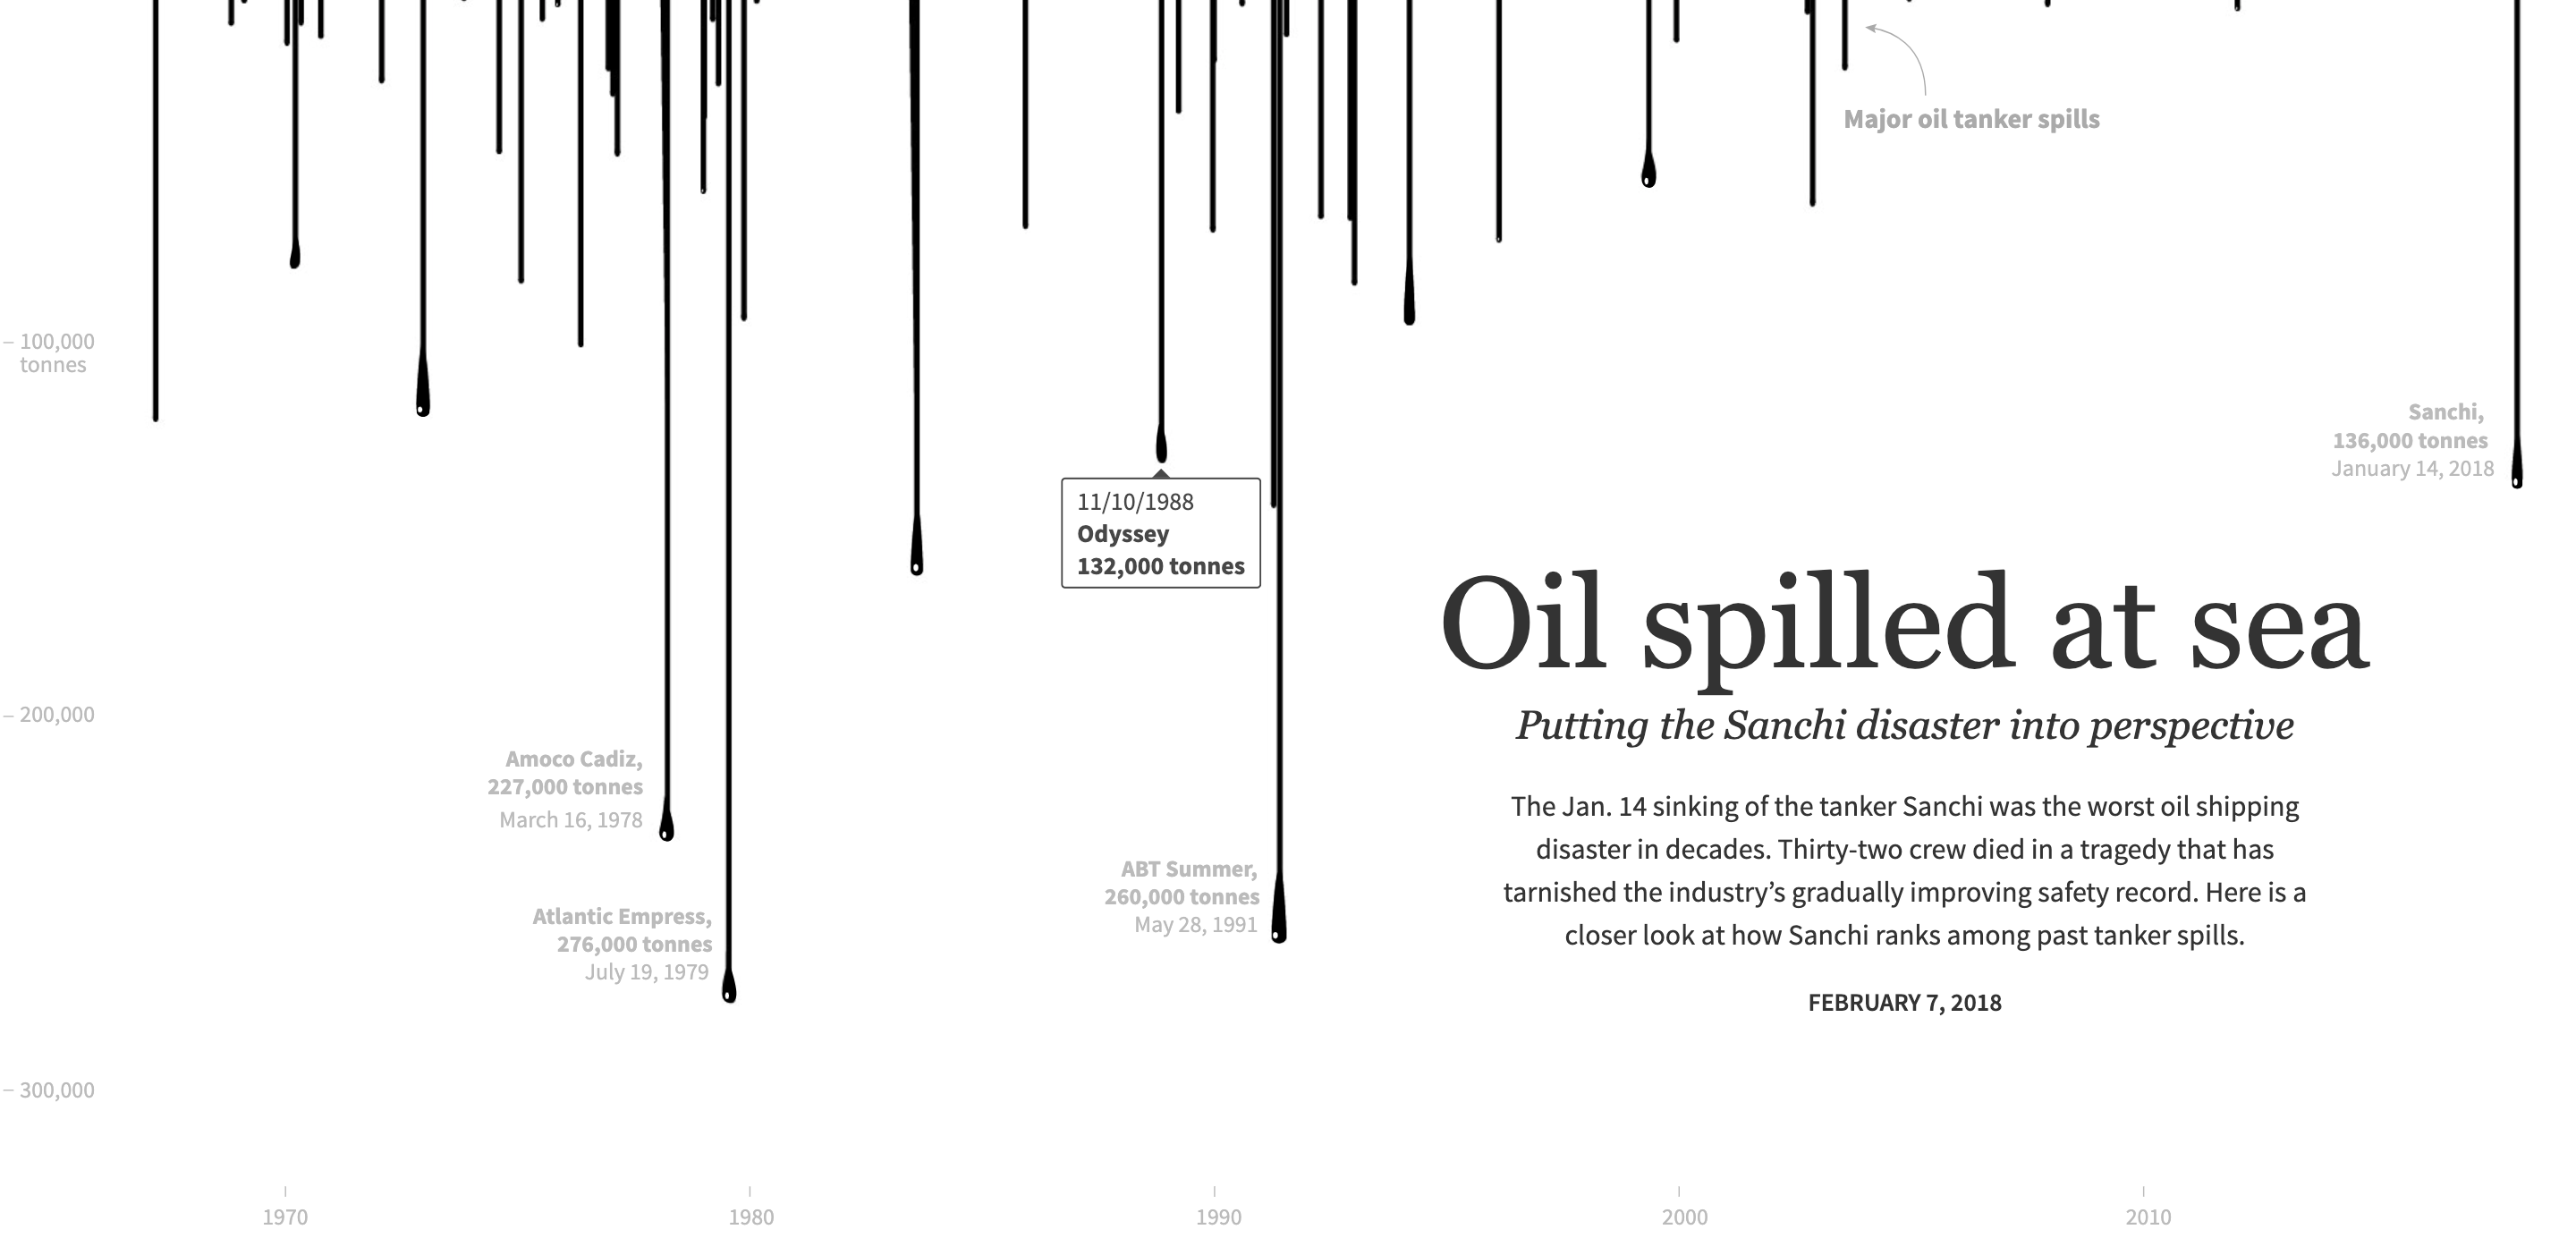 Major oil tanker spills
– 100,000
tonnes
Sanchi,
136,000 tonnes
January 14, 2018
11/10/1988
Odyssey
132,000 tonnes
Oil spilled at sea
Putting the Sanchi disaster into perspective
– 200,000
Amoco Cadiz,
227,000 tonnes
March 16, 1978
The Jan. 14 sinking of the tanker Sanchi was the worst oil shipping
disaster in decades. Thirty-two crew died in a tragedy that has
tarnished the industry’s gradually improving safety record. Here is a
closer look at how Sanchi ranks among past tanker spills.
ABT Summer,
260,000 tonnes
May 28, 1991
Atlantic Empress,
276,000 tonnes
July 19, 1979
FEBRUARY 7, 2018
– 300,000
1970
1980
1990
2000
2010